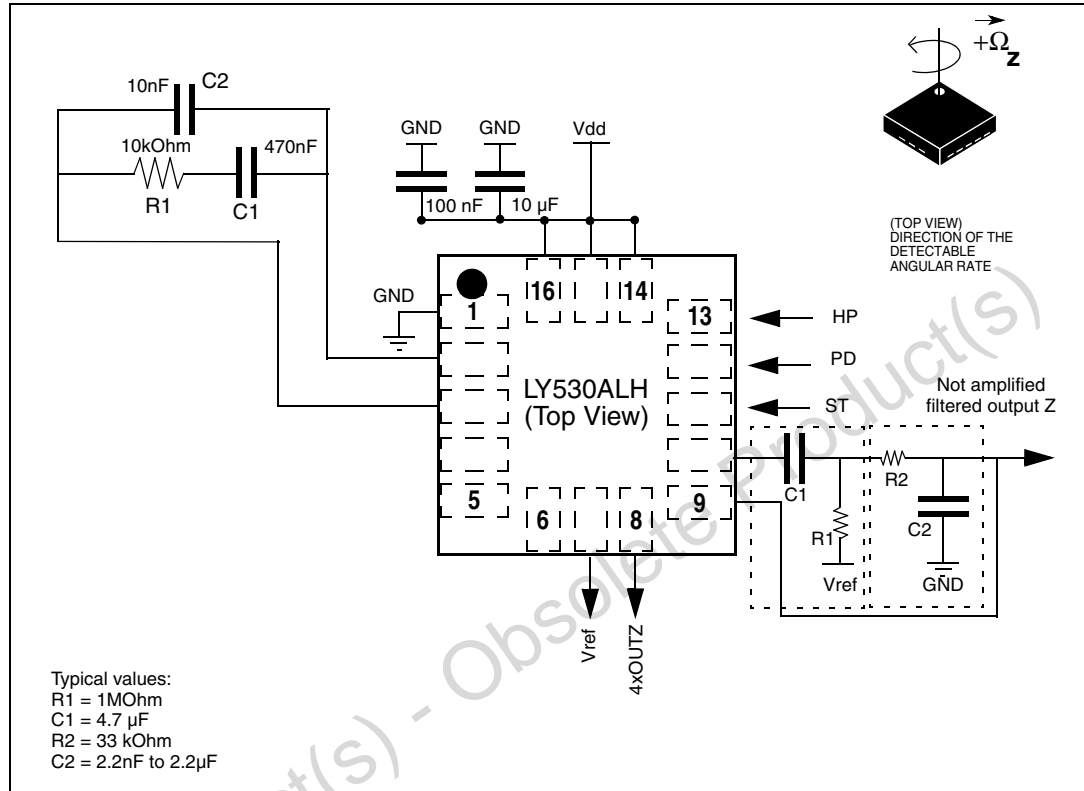 +Ωz
10nF
C2
GND
GND
Vdd
10kOhm
470nF
R1
C1
100 nF
10 µF
(TOP VIEW)
DIRECTION OF THE
DETECTABLE
ANGULAR RATE
GND
1
16
14
13
HP
PD
LY530ALH
(Top View)
ST
Not amplified
filtered output Z
5
6
8
9
C1
R1
Vref
R2
C2
GND
Vref
4xOUTZ
Typical values:
R1 = 1MOhm
C1 = 4.7 µF
R2 = 33 kOhm
C2 = 2.2nF to 2.2µF
ct(s) - Obsolete Product(s)